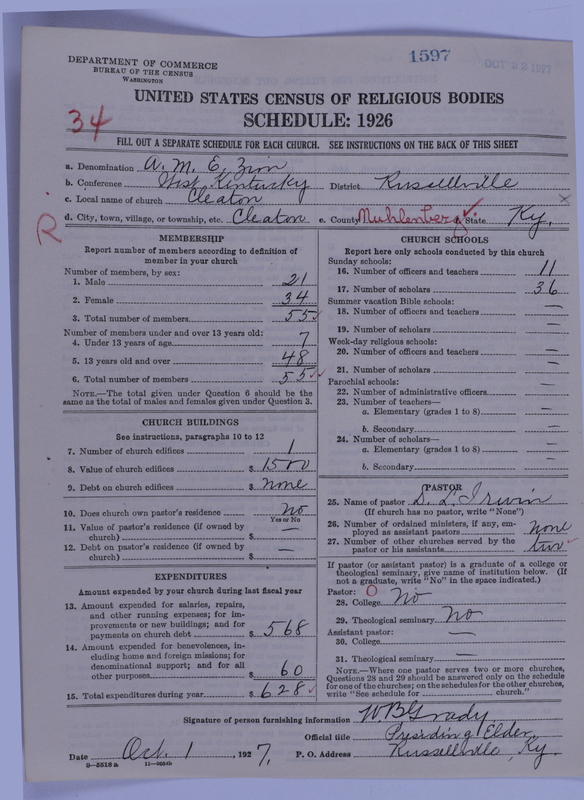 1597
OCT 22 1927
DEPARTMENT OF COMMERCE
BUREAU OF THE CENSUS
WASHINGTON
UNITED STATES CENSUS OF RELIGIOUS BODIES
SCHEDULE: 1926
34
FILL OUT A SEPARATE SCHEDULE FOR EACH CHURCH. SEE INSTRUCTIONS ON THE BACK OF THIS SHEET
a. Denomination A. M. E. Zion
b. Conference West Kentucky District Russellville
c. Local name of church Cleaton
d. City, town, village, or township, etc. Cleaton e. County Muhlenberg State Ky.
R
MEMBERSHIP
Report number of members according to definition of
member in your church
Number of members, by sex:
1. Male 21
2. Female 34
3. Total number of members 55
Number of members under and over 13 years old:
4. Under 13 years of age 7
5. 13 years old and over 48
6. Total number of members 55
NOTE.—The total given under Question 6 should be the
same as the total of males and females given under Question 3.
CHURCH BUILDINGS
See instructions, paragraphs 10 to 12
7. Number of church edifices 1
8. Value of church edifices $ 1500
9. Debt on church edifices $ none
10. Does church own pastor's residence? No
Yes or No
11. Value of pastor's residence (if owned by
church) $ —
12. Debt on pastor's residence (if owned by
church) $ —
EXPENDITURES
Amount expended by your church during last fiscal year
13. Amount expended for salaries, repairs,
and other running expenses; for im-
provements or new buildings; and for
payments on church debt $ 568
14. Amount expended for benevolences, in-
cluding home and foreign missions; for
denominational support; and for all
other purposes $ 60
15. Total expenditures during year $ 628
CHURCH SCHOOLS
Report here only schools conducted by this church
Sunday schools:
16. Number of officers and teachers 11
17. Number of scholars 36
Summer vacation Bible schools:
18. Number of officers and teachers —
19. Number of scholars —
Week-day religious schools:
20. Number of officers and teachers —
21. Number of scholars —
Parochial schools:
22. Number of administrative officers —
23. Number of teachers—
a. Elementary (grades 1 to 8) —
b. Secondary —
24. Number of scholars—
a. Elementary (grades 1 to 8) —
b. Secondary —
PASTOR
25. Name of pastor S. L. Irwin
(If church has no pastor, write "None")
26. Number of ordained ministers, if any, em-
ployed as assistant pastors none
27. Number of other churches served by the
pastor or his assistants two
If pastor (or assistant pastor) is a graduate of a college or
theological seminary, give name of institution below. (If
not a graduate, write "No" in the space indicated.)
Pastor: O
28. College No
29. Theological seminary No
Assistant pastor:
30. College —
31. Theological seminary —
NOTE.—Where one pastor serves two or more churches,
Questions 28 and 29 should be answered only on the schedule
for one of the churches; on the schedules for the other churches,
write "See schedule for church."
Signature of person furnishing information W B Grady
Official title Presiding Elder
Date Oct. 1, 1927. P. O. Address Russellville, Ky.
9—5518 a